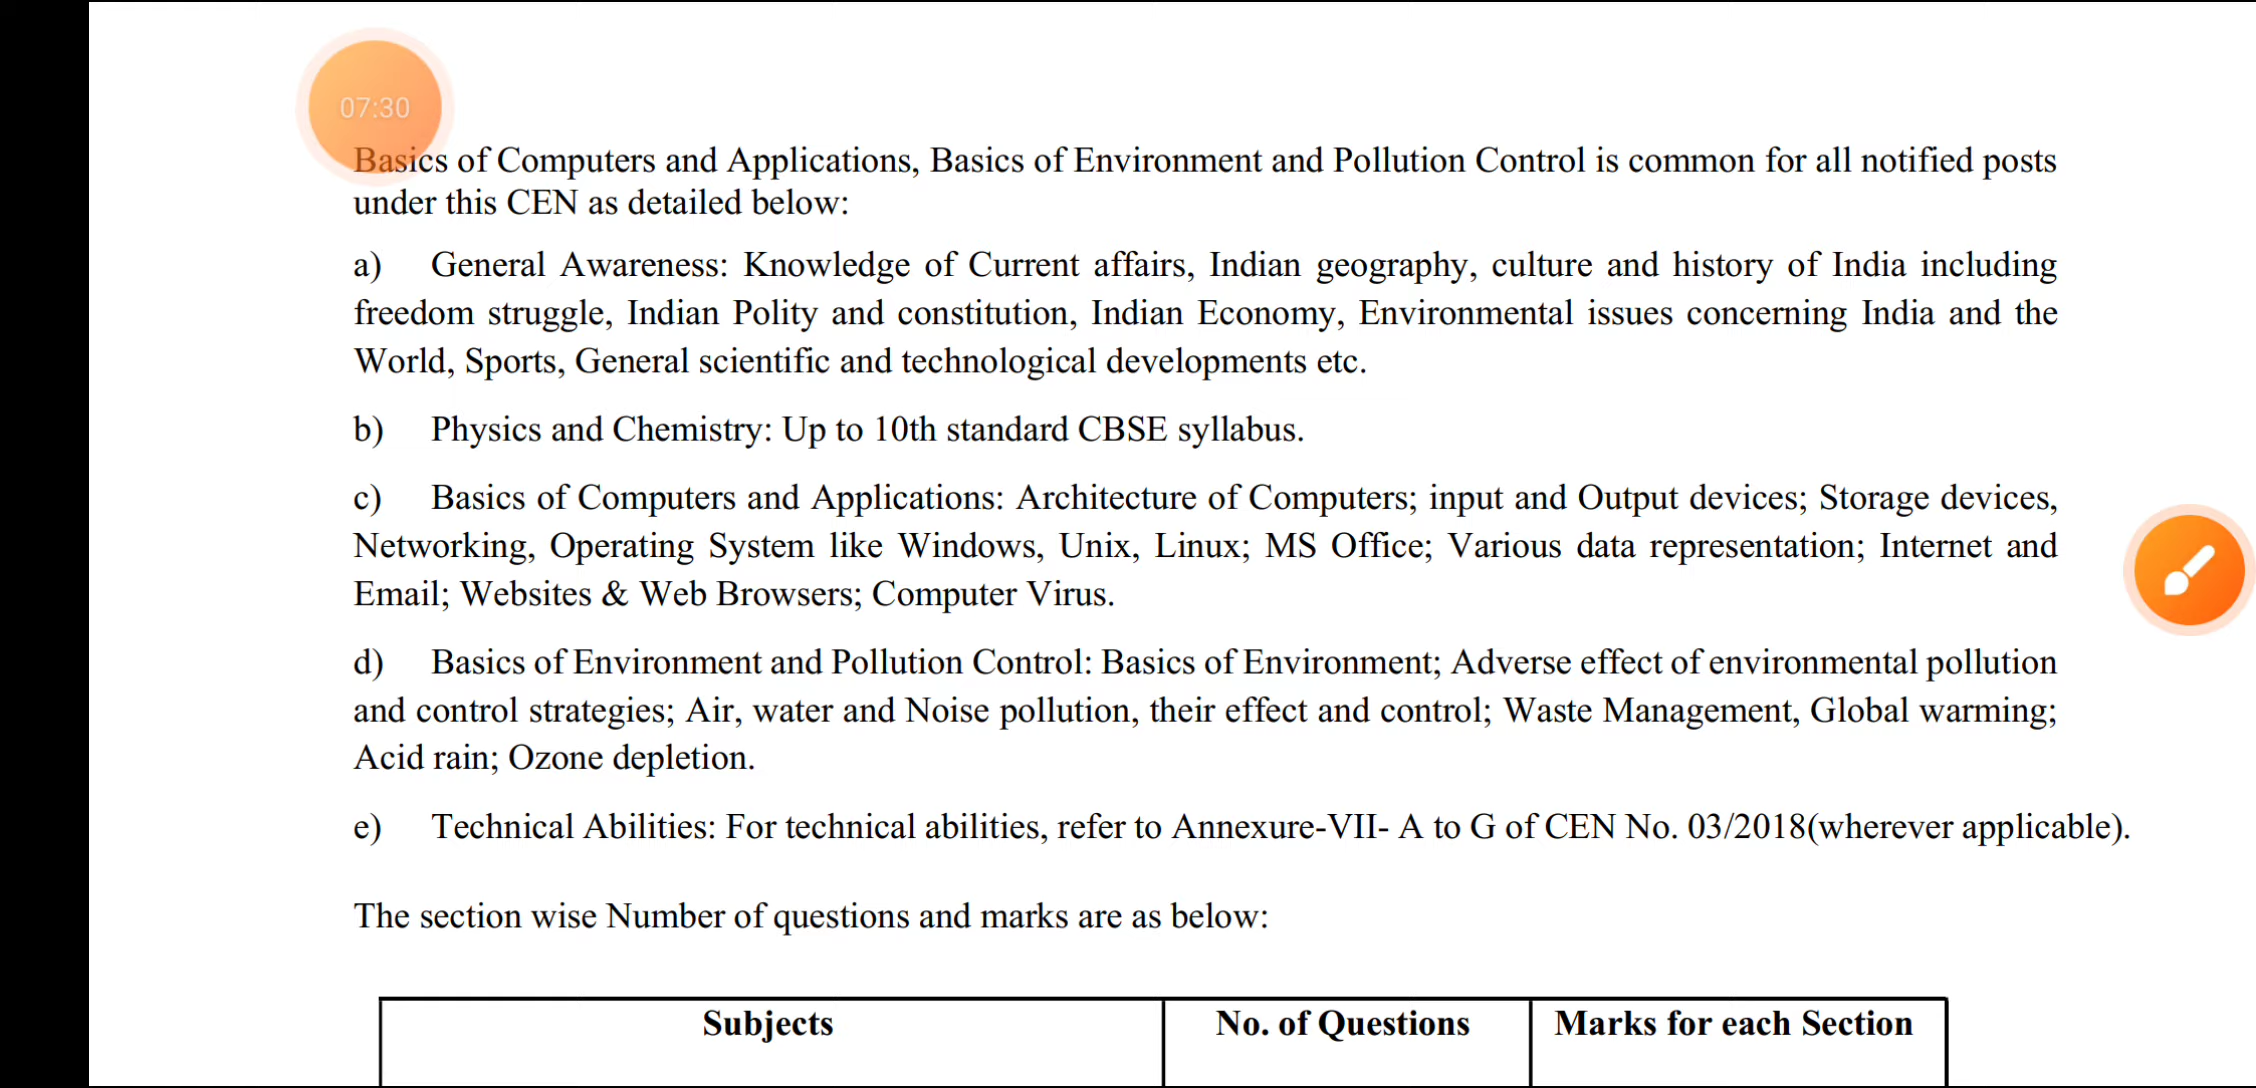 07:30
Basics of Computers and Applications, Basics of Environment and Pollution Control is common for all notified posts
under this CEN as detailed below:
a) General Awareness: Knowledge of Current affairs, Indian geography, culture and history of India including
freedom struggle, Indian Polity and constitution, Indian Economy, Environmental issues concerning India and the
World, Sports, General scientific and technological developments etc.
b) Physics and Chemistry: Up to 10th standard CBSE syllabus.
c) Basics of Computers and Applications: Architecture of Computers; input and Output devices; Storage devices,
Networking, Operating System like Windows, Unix, Linux; MS Office; Various data representation; Internet and
Email; Websites & Web Browsers; Computer Virus.
d) Basics of Environment and Pollution Control: Basics of Environment; Adverse effect of environmental pollution
and control strategies; Air, water and Noise pollution, their effect and control; Waste Management, Global warming;
Acid rain; Ozone depletion.
e) Technical Abilities: For technical abilities, refer to Annexure-VII- A to G of CEN No. 03/2018(wherever applicable).
The section wise Number of questions and marks are as below:
Subjects No. of Questions Marks for each Section